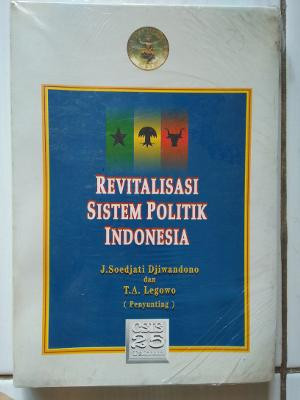 REVITALISASI
SISTEM POLITIK
INDONESIA
J.Soedjati Djiwandono
dan
T.A. Legowo
( Penyunting )
CSIS
25